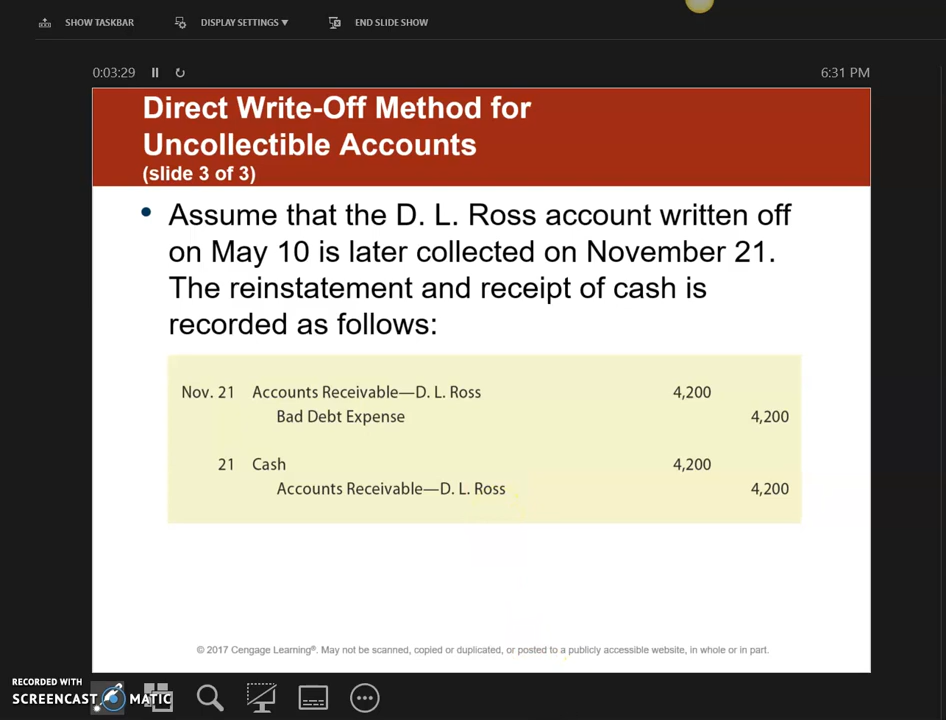 SHOW TASKBAR DISPLAY SETTINGS ▼ END SLIDE SHOW
0:03:29 6:31 PM
Direct Write-Off Method for
Uncollectible Accounts
(slide 3 of 3)
• Assume that the D. L. Ross account written off
on May 10 is later collected on November 21.
The reinstatement and receipt of cash is
recorded as follows:
Nov. 21 Accounts Receivable—D. L. Ross 4,200
Bad Debt Expense 4,200
21 Cash 4,200
Accounts Receivable—D. L. Ross 4,200
© 2017 Cengage Learning®. May not be scanned, copied or duplicated, or posted to a publicly accessible website, in whole or in part.
RECORDED WITH
SCREENCAST MATIC